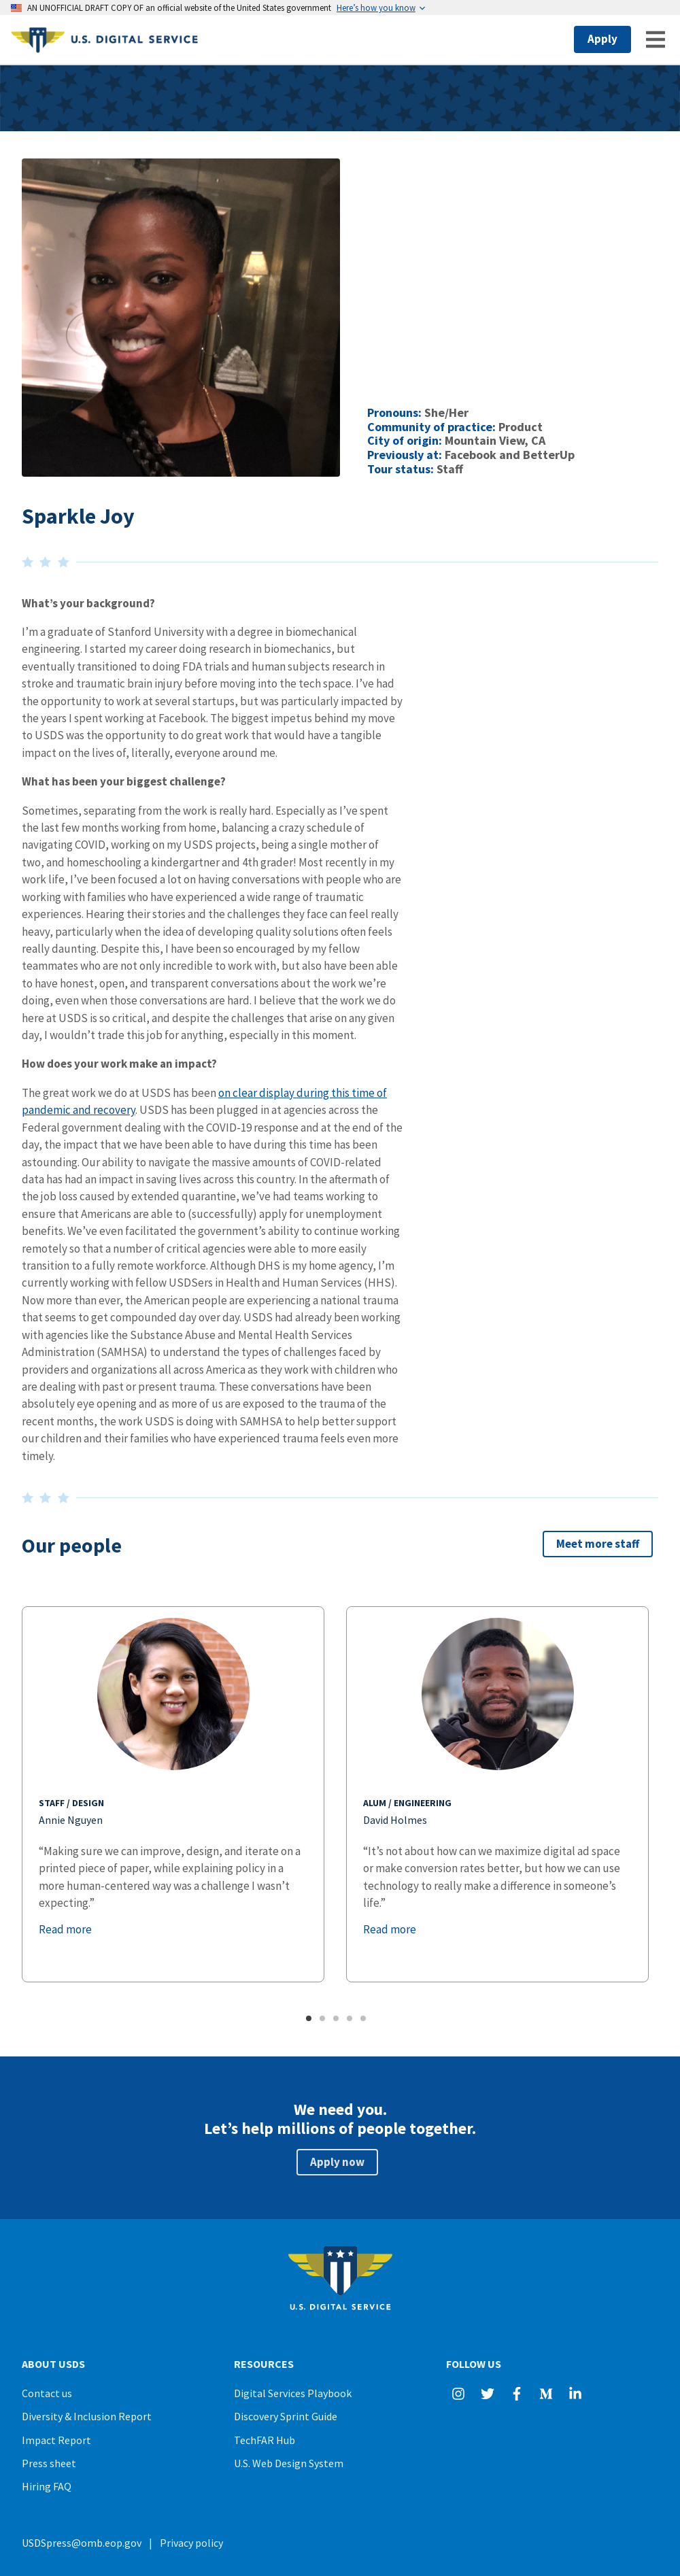 AN UNOFFICIAL DRAFT COPY OF an official website of the United States government Here’s how you know
U.S. DIGITAL SERVICE
Apply
Pronouns: She/Her
Community of practice: Product
City of origin: Mountain View, CA
Previously at: Facebook and BetterUp
Tour status: Staff
Sparkle Joy
What’s your background?
I’m a graduate of Stanford University with a degree in biomechanical
engineering. I started my career doing research in biomechanics, but
eventually transitioned to doing FDA trials and human subjects research in
stroke and traumatic brain injury before moving into the tech space. I’ve had
the opportunity to work at several startups, but was particularly impacted by
the years I spent working at Facebook. The biggest impetus behind my move
to USDS was the opportunity to do great work that would have a tangible
impact on the lives of, literally, everyone around me.
What has been your biggest challenge?
Sometimes, separating from the work is really hard. Especially as I’ve spent
the last few months working from home, balancing a crazy schedule of
navigating COVID, working on my USDS projects, being a single mother of
two, and homeschooling a kindergartner and 4th grader! Most recently in my
work life, I’ve been focused a lot on having conversations with people who are
working with families who have experienced a wide range of traumatic
experiences. Hearing their stories and the challenges they face can feel really
heavy, particularly when the idea of developing quality solutions often feels
really daunting. Despite this, I have been so encouraged by my fellow
teammates who are not only incredible to work with, but also have been able
to have honest, open, and transparent conversations about the work we’re
doing, even when those conversations are hard. I believe that the work we do
here at USDS is so critical, and despite the challenges that arise on any given
day, I wouldn’t trade this job for anything, especially in this moment.
How does your work make an impact?
The great work we do at USDS has been on clear display during this time of
pandemic and recovery. USDS has been plugged in at agencies across the
Federal government dealing with the COVID-19 response and at the end of the
day, the impact that we have been able to have during this time has been
astounding. Our ability to navigate the massive amounts of COVID-related
data has had an impact in saving lives across this country. In the aftermath of
the job loss caused by extended quarantine, we’ve had teams working to
ensure that Americans are able to (successfully) apply for unemployment
benefits. We’ve even facilitated the government’s ability to continue working
remotely so that a number of critical agencies were able to more easily
transition to a fully remote workforce. Although DHS is my home agency, I’m
currently working with fellow USDSers in Health and Human Services (HHS).
Now more than ever, the American people are experiencing a national trauma
that seems to get compounded day over day. USDS had already been working
with agencies like the Substance Abuse and Mental Health Services
Administration (SAMHSA) to understand the types of challenges faced by
providers and organizations all across America as they work with children who
are dealing with past or present trauma. These conversations have been
absolutely eye opening and as more of us are exposed to the trauma of the
recent months, the work USDS is doing with SAMHSA to help better support
our children and their families who have experienced trauma feels even more
timely.
Our people
Meet more staff
STAFF / DESIGN
Annie Nguyen
“Making sure we can improve, design, and iterate on a
printed piece of paper, while explaining policy in a
more human-centered way was a challenge I wasn’t
expecting.”
Read more
ALUM / ENGINEERING
David Holmes
“It’s not about how can we maximize digital ad space
or make conversion rates better, but how we can use
technology to really make a difference in someone’s
life.”
Read more
We need you.
Let’s help millions of people together.
Apply now
U.S. DIGITAL SERVICE
ABOUT USDS
Contact us
Diversity & Inclusion Report
Impact Report
Press sheet
Hiring FAQ
RESOURCES
Digital Services Playbook
Discovery Sprint Guide
TechFAR Hub
U.S. Web Design System
FOLLOW US
USDSpress@omb.eop.gov | Privacy policy